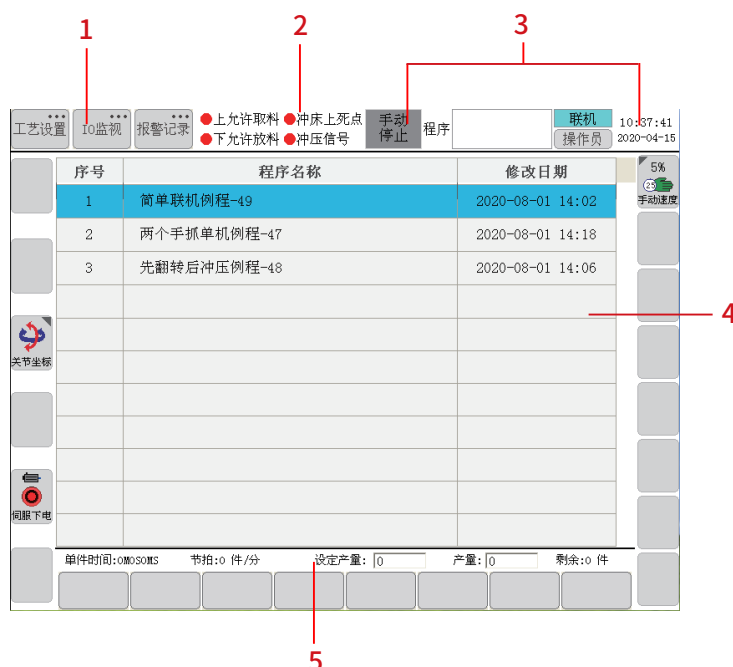 1
2
3
工艺设置
IO监视
报警记录
上允许取料 冲床上死点
下允许放料 冲压信号
手动
停止
程序
联机
操作员
10:37:41
2020-04-15
序号 程序名称 修改日期
1 简单联机例程-49 2020-08-01 14:02
2 两个手抓单机例程-47 2020-08-01 14:18
3 先翻转后冲压例程-48 2020-08-01 14:06
5%
25
手动速度
4
关节坐标
伺服下电
单件时间:0M0S0MS 节拍:0 件/分 设定产量: 0 产量: 0 剩余:0 件
5